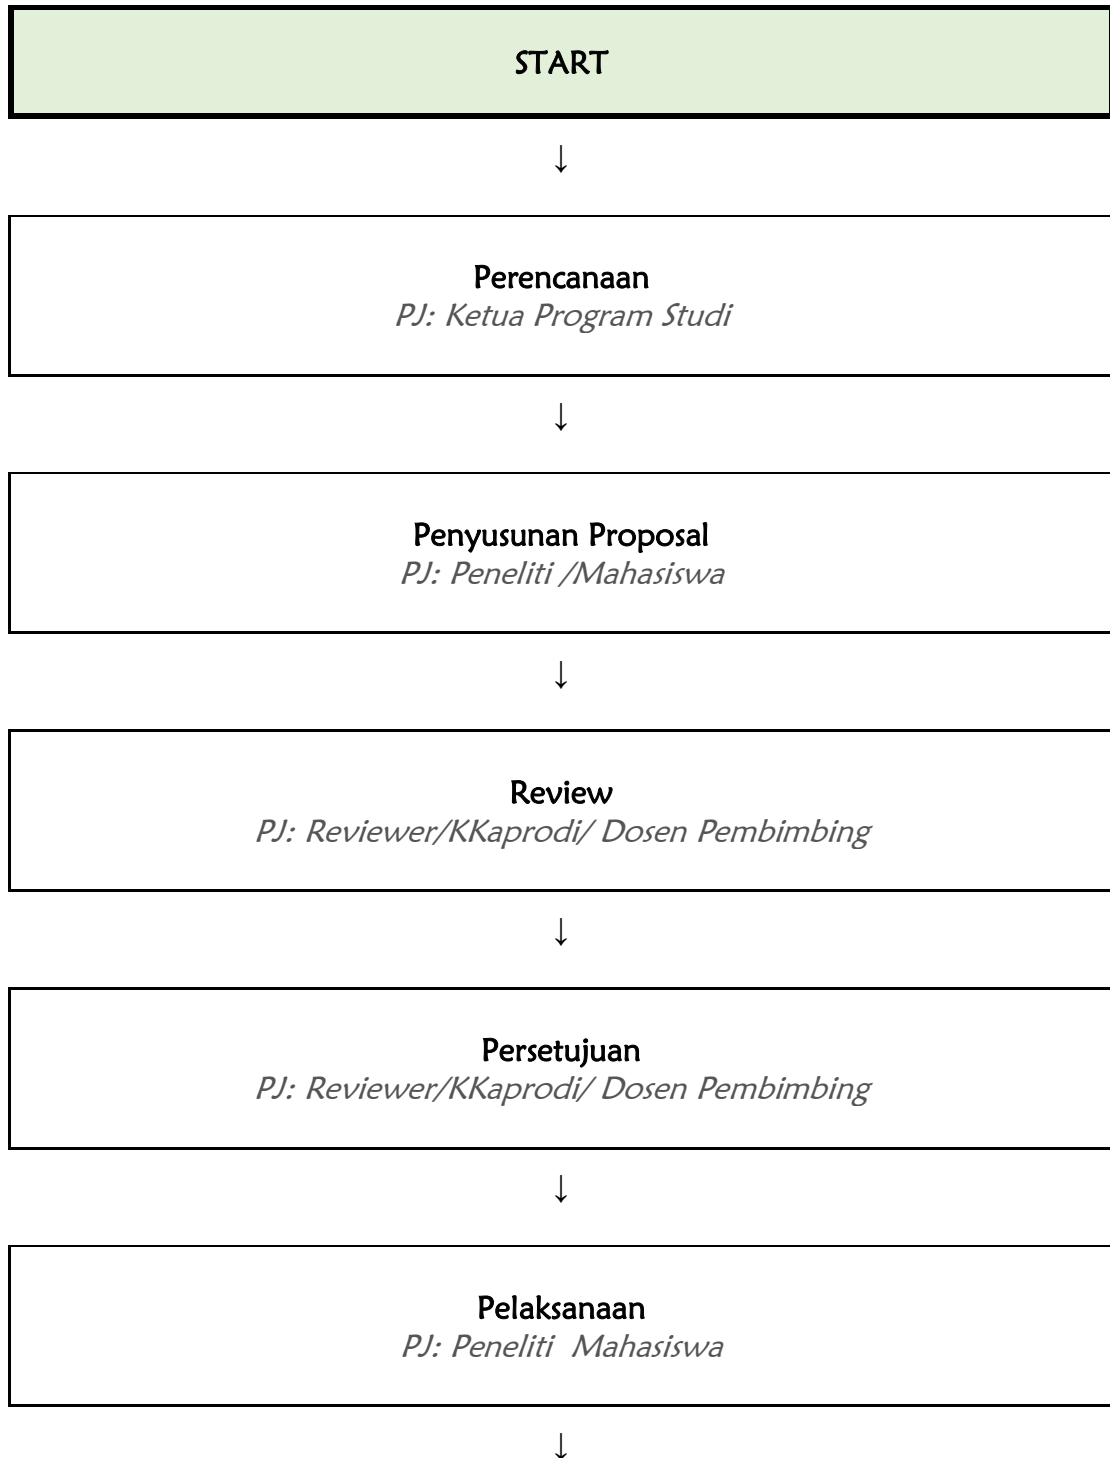 START
↓
Perencanaan
PJ: Ketua Program Studi
↓
Penyusunan Proposal
PJ: Peneliti /Mahasiswa
↓
Review
PJ: Reviewer/KKaprodi/ Dosen Pembimbing
↓
Persetujuan
PJ: Reviewer/KKaprodi/ Dosen Pembimbing
↓
Pelaksanaan
PJ: Peneliti  Mahasiswa
↓